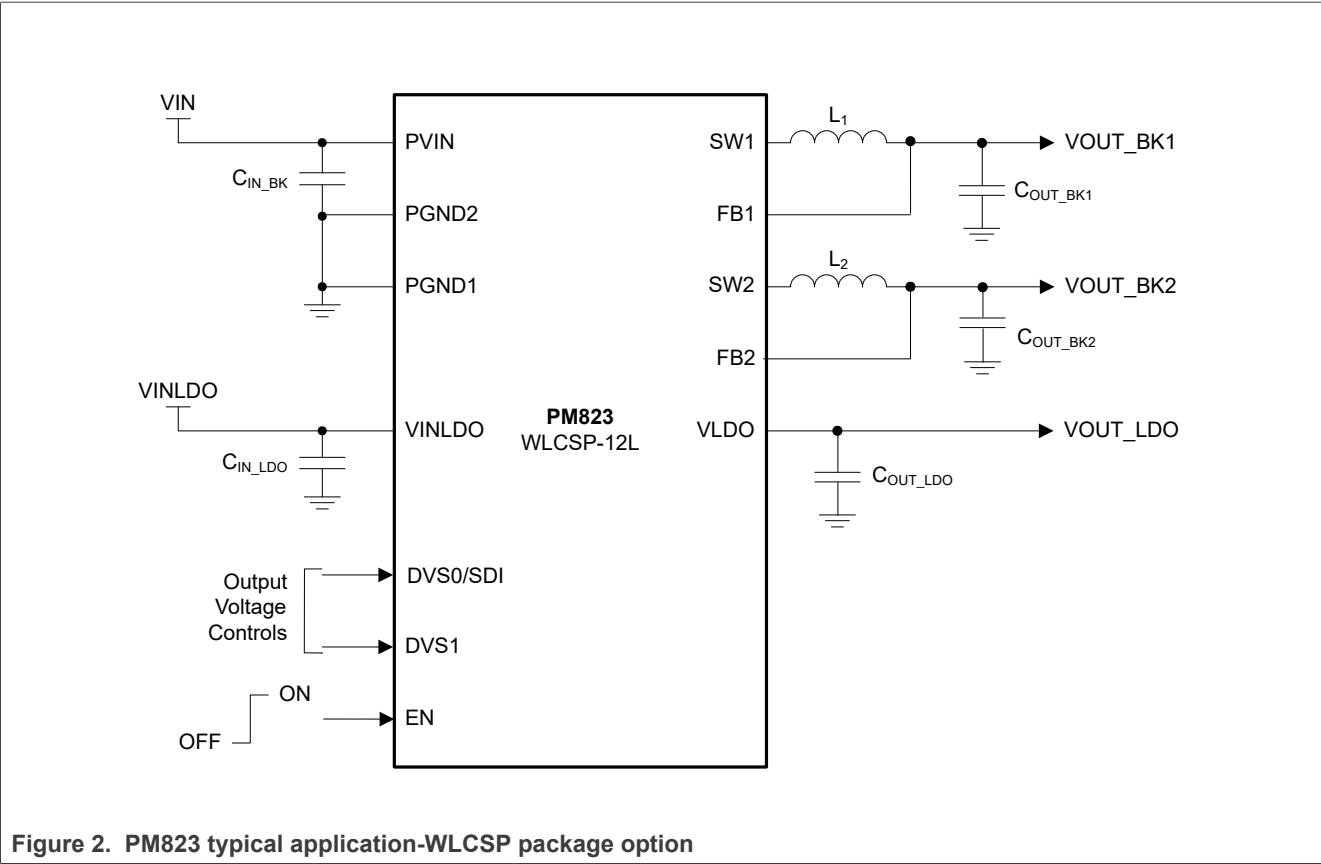 VIN
PVIN
SW1
L1
VOUT_BK1
CIN_BK
COUT_BK1
PGND2
FB1
PGND1
SW2
L2
VOUT_BK2
COUT_BK2
FB2
VINLDO
VINLDO
PM823
WLCSP-12L
VLDO
VOUT_LDO
CIN_LDO
COUT_LDO
Output
Voltage
Controls
DVS0/SDI
DVS1
ON
OFF
EN
Figure 2. PM823 typical application-WLCSP package option